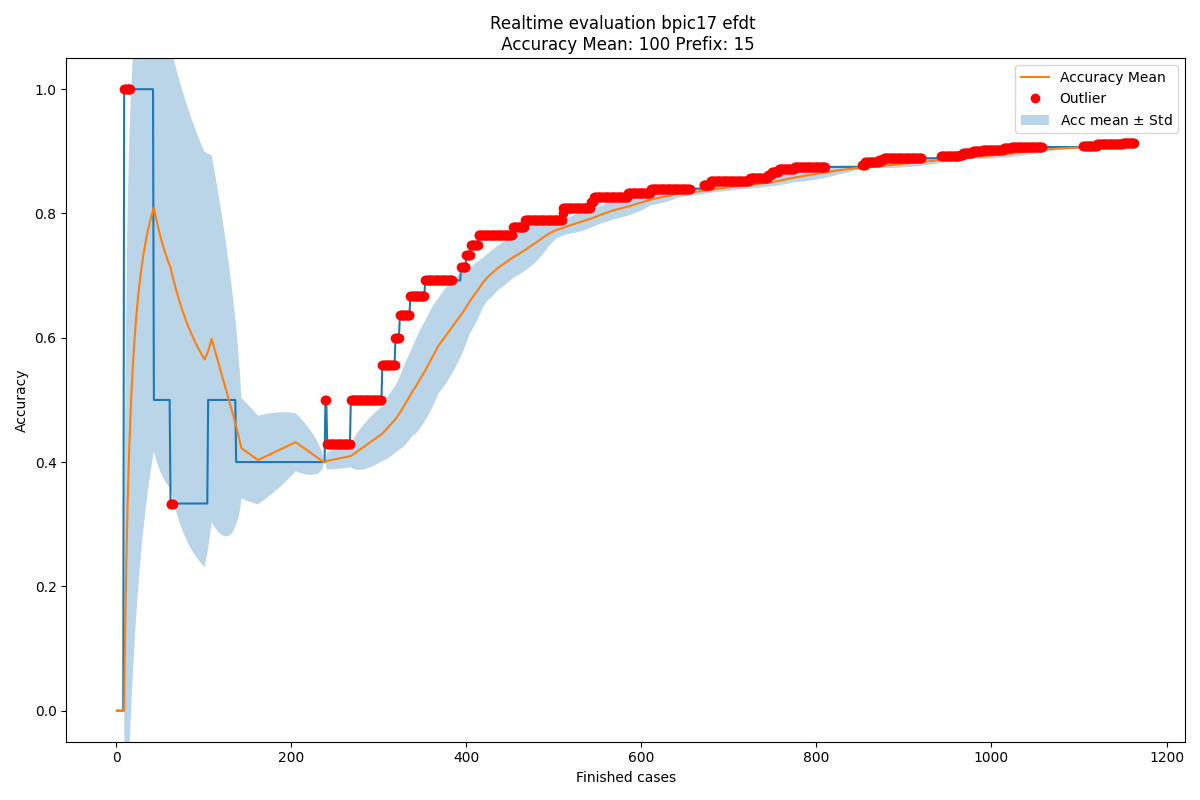 Realtime evaluation bpic17 efdt
Accuracy Mean: 100 Prefix: 15
Accuracy Mean
Outlier
Acc mean ± Std
Accuracy
1.0
0.8
0.6
0.4
0.2
0.0
0
200
400
600
800
1000
1200
Finished cases